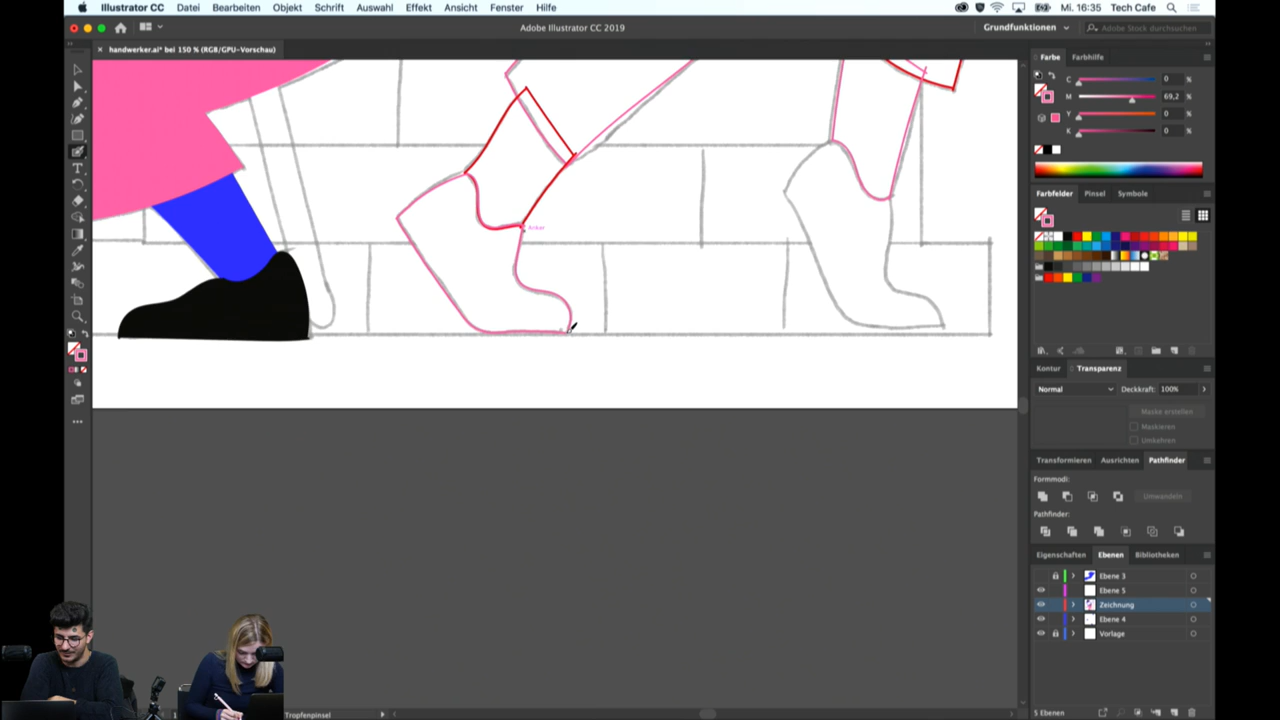 Illustrator CC Datei Bearbeiten Objekt Schrift Auswahl Effekt Ansicht Fenster Hilfe Mi. 16:35 Tech Cafe
Adobe Illustrator CC 2019 Grundfunktionen Adobe Stock durchsuchen
× handwerker.ai* bei 150 % (RGB/GPU-Vorschau)
Farbe Farbhilfe
C 0 %
M 69,2 %
Y 0 %
K 0 %
Farbfelder Pinsel Symbole
Anker
Kontur Transparenz
Normal Deckkraft: 100%
Maske erstellen
Maskieren
Umkehren
Transformieren Ausrichten Pathfinder
Formmodi:
Umwandeln
Pathfinder:
Eigenschaften Ebenen Bibliotheken
Ebene 3
Ebene 5
Zeichnung
Ebene 4
Vorlage
5 Ebenen
Tropfenpinsel